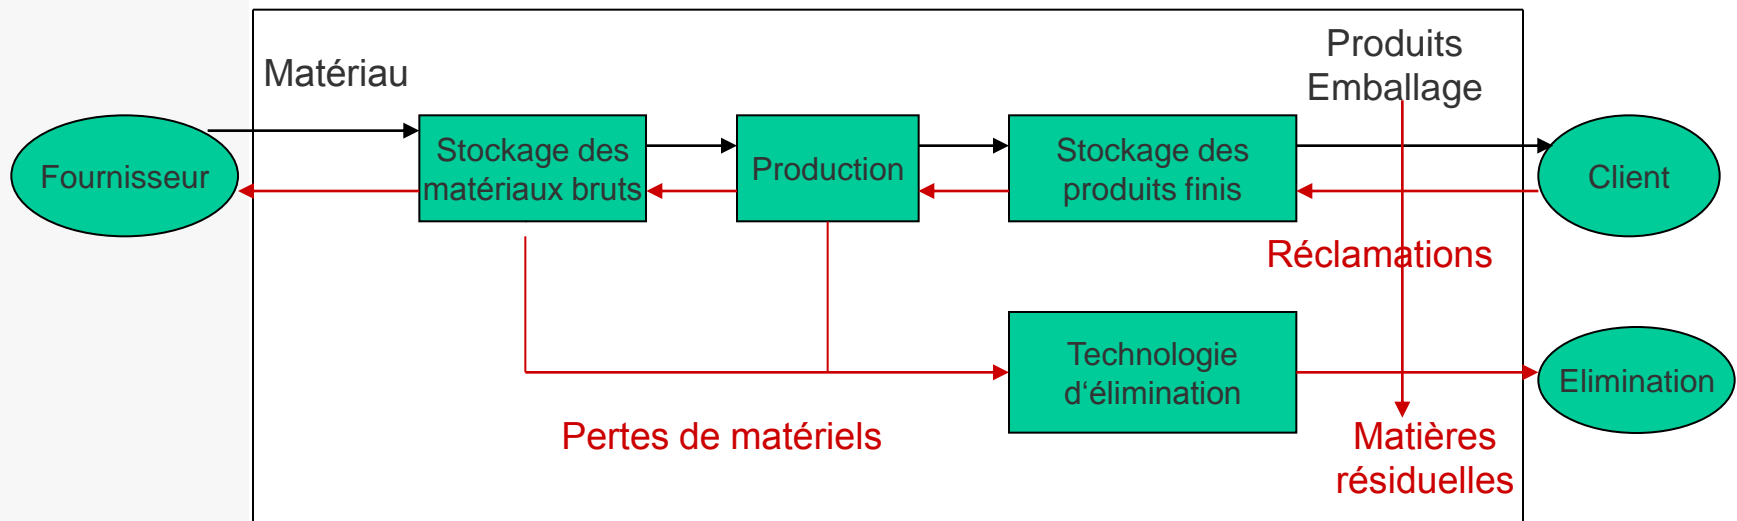 Matériau
Produits
Emballage
Fournisseur
Stockage des
matériaux bruts
Production
Stockage des
produits finis
Client
Réclamations
Technologie
d‘élimination
Elimination
Pertes de matériels
Matières
résiduelles